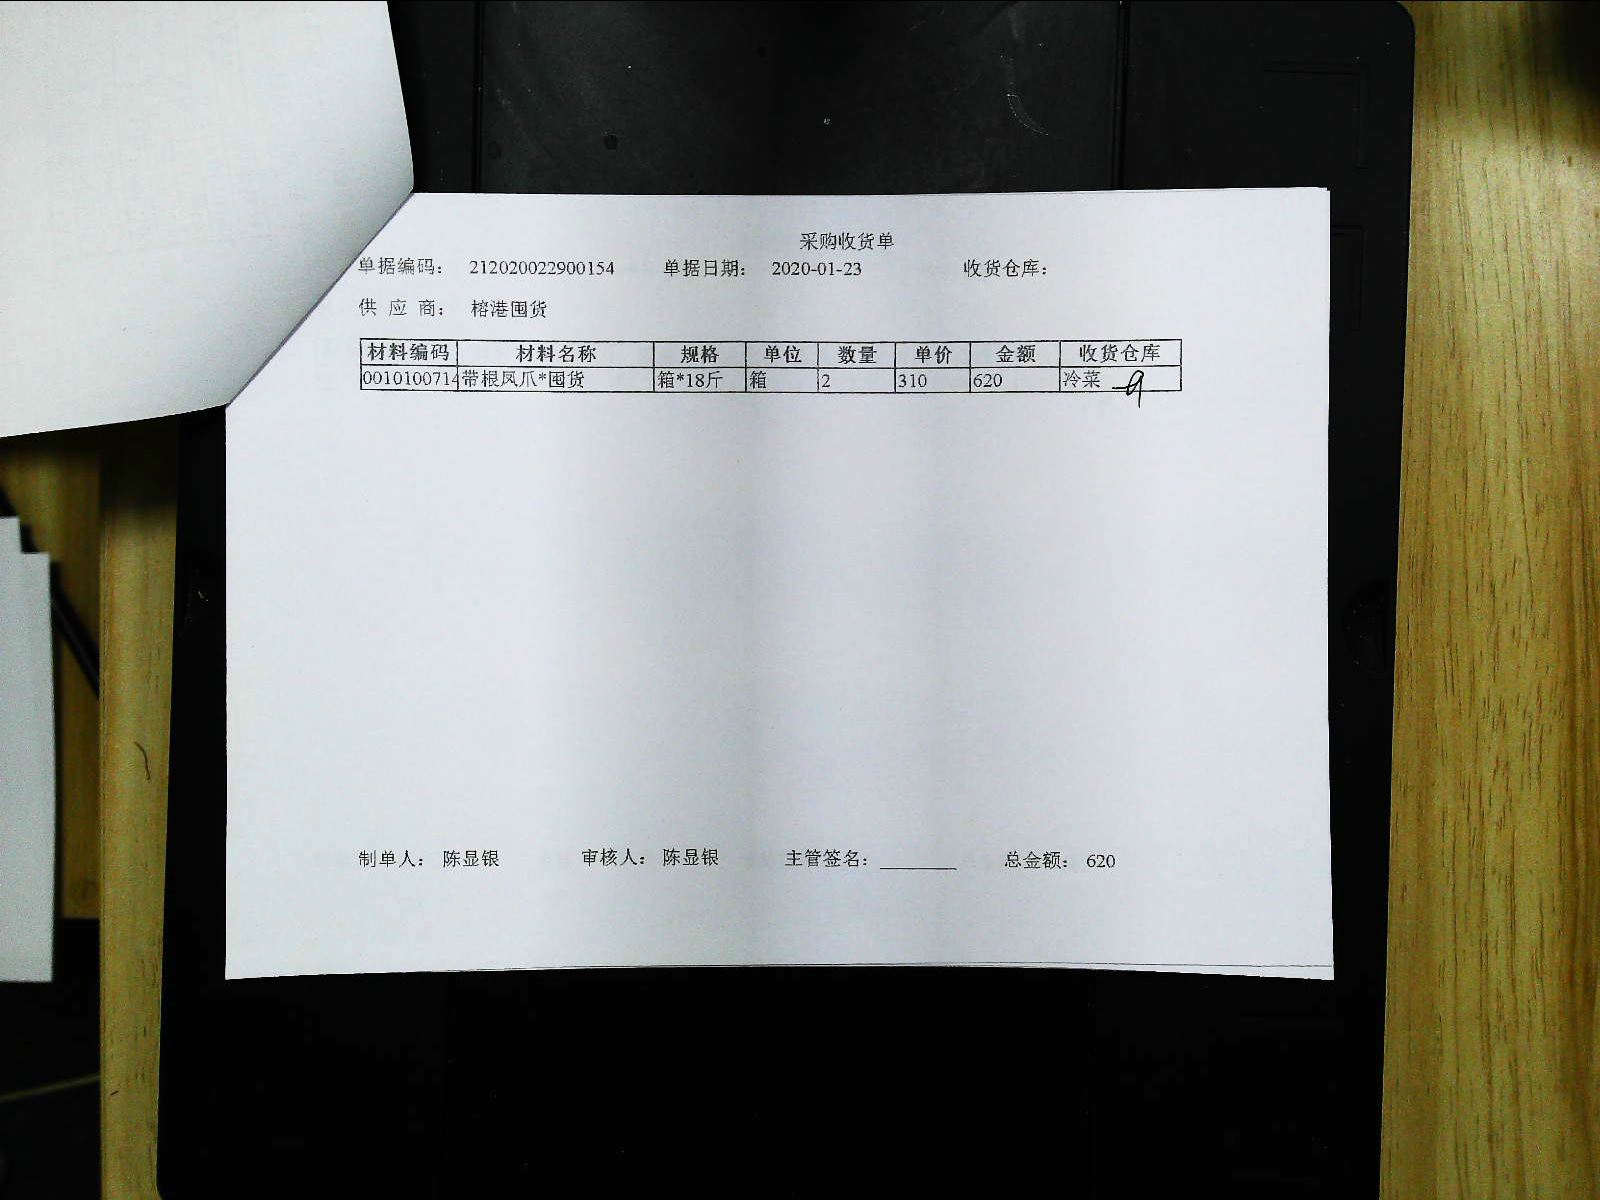 采购收货单
单据编码： 212020022900154 单据日期： 2020-01-23 收货仓库：
供 应 商： 榕港囤货
材料编码 材料名称 规格 单位 数量 单价 金额 收货仓库
0010100714 带根凤爪*囤货 箱*18斤 箱 2 310 620 冷菜
制单人： 陈显银 审核人： 陈显银 主管签名：________ 总金额： 620